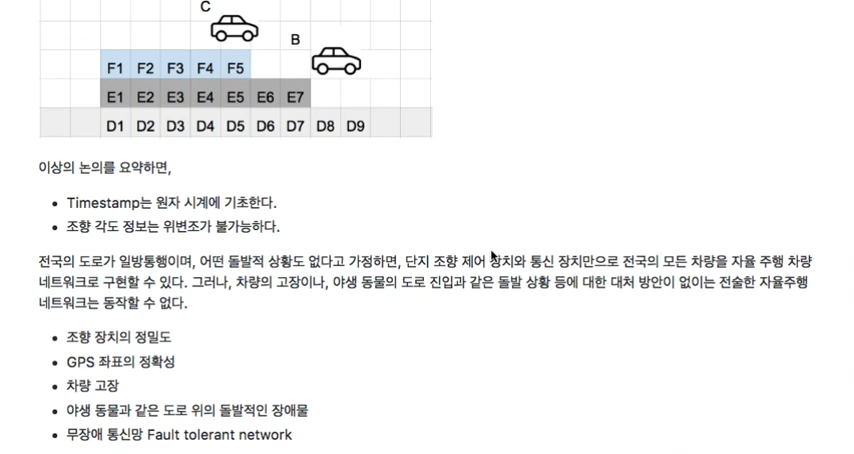 C
B
F1 F2 F3 F4 F5
E1 E2 E3 E4 E5 E6 E7
D1 D2 D3 D4 D5 D6 D7 D8 D9
이상의 논의를 요약하면,
• Timestamp는 원자 시계에 기초한다.
• 조향 각도 정보는 위변조가 불가능하다.
전국의 도로가 일방통행이며, 어떤 돌발적 상황도 없다고 가정하면, 단지 조향 제어 장치와 통신 장치만으로 전국의 모든 차량을 자율 주행 차량
네트워크로 구현할 수 있다. 그러나, 차량의 고장이나, 야생 동물의 도로 진입과 같은 돌발 상황 등에 대한 대처 방안이 없이는 전술한 자율주행
네트워크는 동작할 수 없다.
• 조향 장치의 정밀도
• GPS 좌표의 정확성
• 차량 고장
• 야생 동물과 같은 도로 위의 돌발적인 장애물
• 무장애 통신망 Fault tolerant network